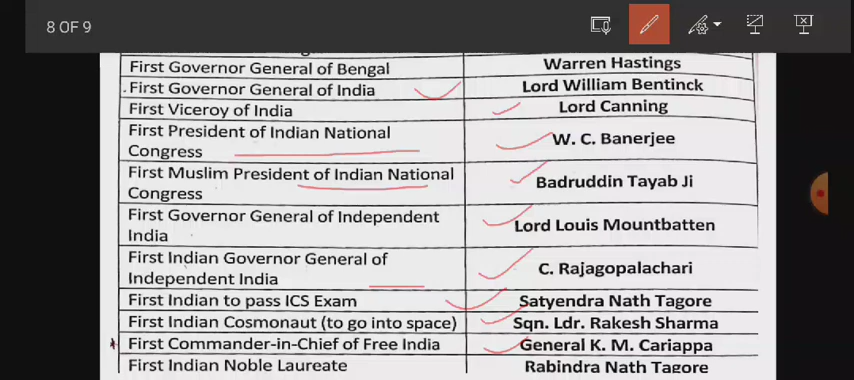 8 OF 9
First Governor General of Bengal Warren Hastings
First Governor General of India Lord William Bentinck
First Viceroy of India Lord Canning
First President of Indian National
Congress W. C. Banerjee
First Muslim President of Indian National
Congress Badruddin Tayab Ji
First Governor General of Independent
India Lord Louis Mountbatten
First Indian Governor General of
Independent India C. Rajagopalachari
First Indian to pass ICS Exam Satyendra Nath Tagore
First Indian Cosmonaut (to go into space) Sqn. Ldr. Rakesh Sharma
First Commander-in-Chief of Free India General K. M. Cariappa
First Indian Noble Laureate Rabindra Nath Tagore